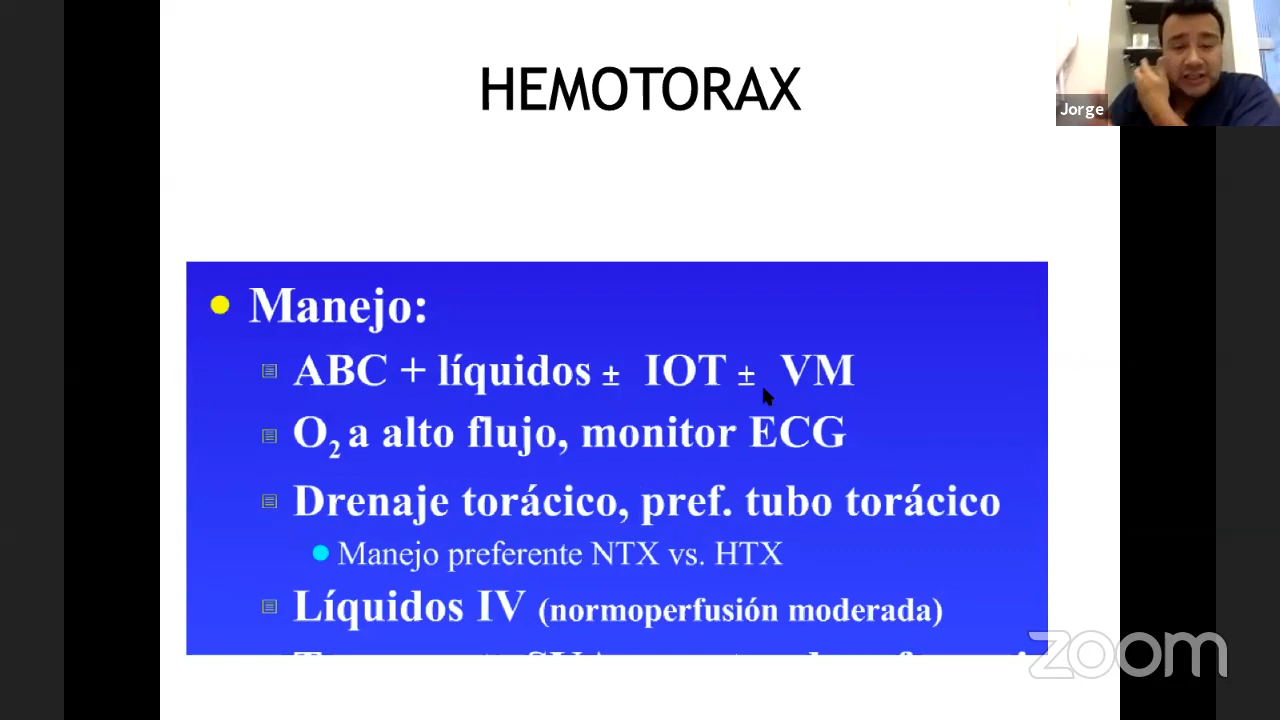 HEMOTORAX
Jorge
Manejo:
ABC + líquidos ± IOT ± VM
O2 a alto flujo, monitor ECG
Drenaje torácico, pref. tubo torácico
Manejo preferente NTX vs. HTX
Líquidos IV (normoperfusión moderada)
zoom